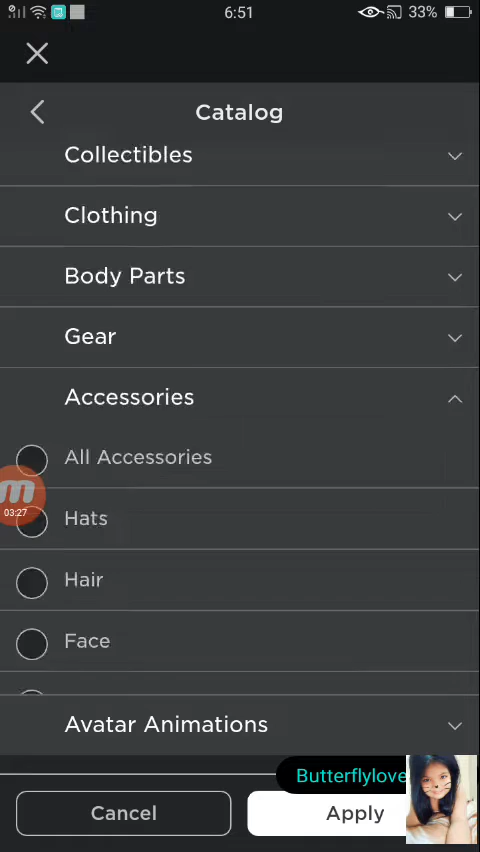 6:51
33%
Catalog
Collectibles
Clothing
Body Parts
Gear
Accessories
All Accessories
m
03:27
Hats
Hair
Face
Avatar Animations
Butterflylove
Cancel
Apply